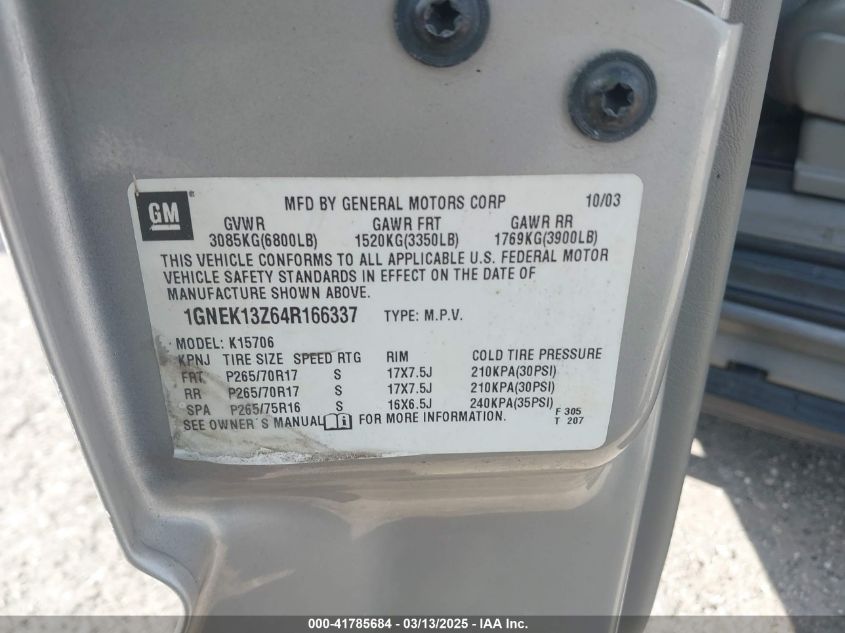 GM
MFD BY GENERAL MOTORS CORP 10/03
GVWR GAWR FRT GAWR RR
3085KG(6800LB) 1520KG(3350LB) 1769KG(3900LB)
THIS VEHICLE CONFORMS TO ALL APPLICABLE U.S. FEDERAL MOTOR
VEHICLE SAFETY STANDARDS IN EFFECT ON THE DATE OF
MANUFACTURE SHOWN ABOVE.
1GNEK13Z64R166337 TYPE: M.P.V.
MODEL: K15706
KPNJ TIRE SIZE SPEED RTG RIM COLD TIRE PRESSURE
FRT P265/70R17 S 17X7.5J 210KPA(30PSI)
RR P265/70R17 S 17X7.5J 210KPA(30PSI)
SPA P265/75R16 S 16X6.5J 240KPA(35PSI)
SEE OWNER'S MANUAL FOR MORE INFORMATION. F 305
T 207
000-41785684 - 03/13/2025 - IAA Inc.